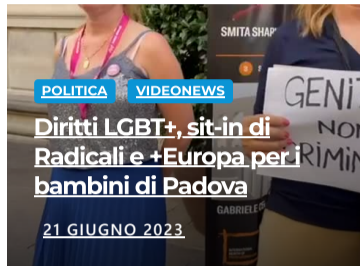 SMITA SHAR
POLITICA
VIDEONEWS
GENIT
NON
Diritti LGBT+, sit-in di
Radicali e +Europa per i
bambini di Padova
GABRIELE
21 GIUGNO 2023